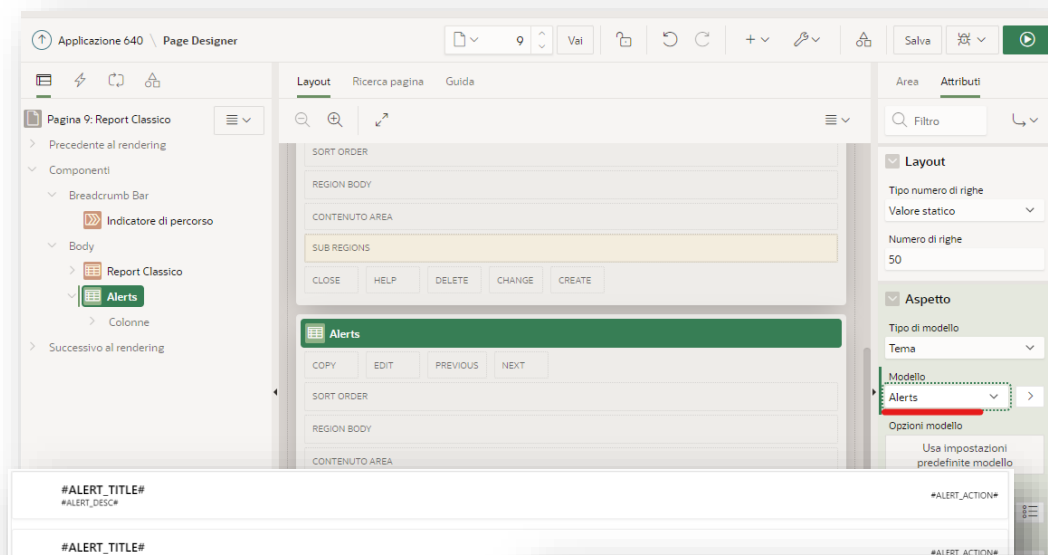 Applicazione 640 \ Page Designer
9
Vai
Salva
Layout Ricerca pagina Guida
Area Attributi
Pagina 9: Report Classico
Filtro
Precedente al rendering
Componenti
Breadcrumb Bar
Indicatore di percorso
Body
Report Classico
Alerts
Colonne
Successivo al rendering
SORT ORDER
REGION BODY
CONTENUTO AREA
SUB REGIONS
CLOSE HELP DELETE CHANGE CREATE
Alerts
COPY EDIT PREVIOUS NEXT
SORT ORDER
REGION BODY
CONTENUTO AREA
Layout
Tipo numero di righe
Valore statico
Numero di righe
50
Aspetto
Tipo di modello
Tema
Modello
Alerts
Opzioni modello
Usa impostazioni
predefinite modello
#ALERT_TITLE#
#ALERT_DESC#
#ALERT_ACTION#
#ALERT_TITLE#
#ALERT_ACTION#